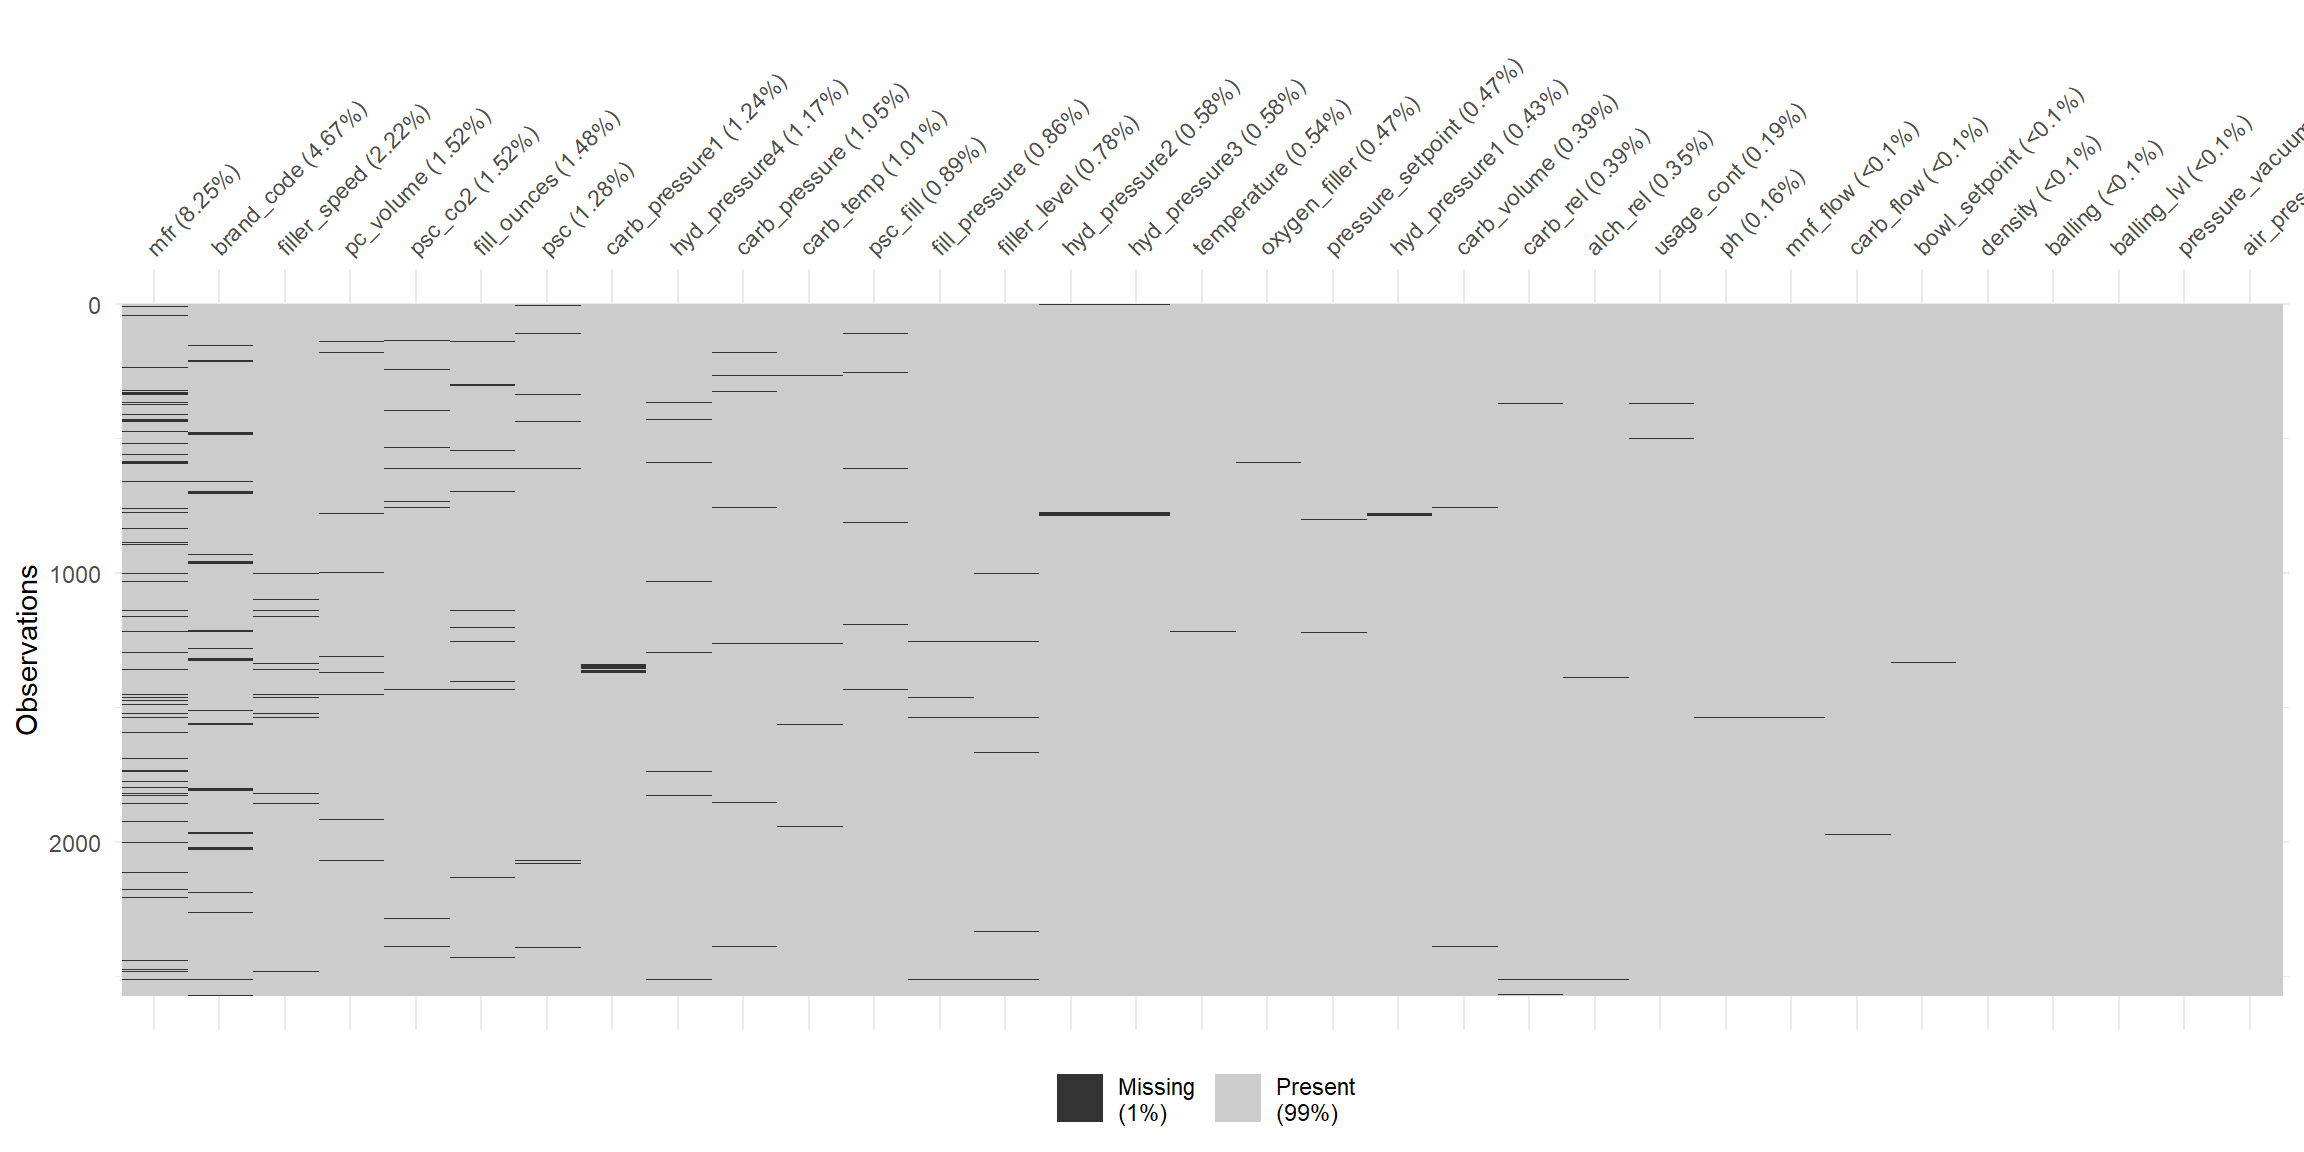 mfr (8.25%)
brand_code (4.67%)
filler_speed (2.22%)
pc_volume (1.52%)
psc_co2 (1.52%)
fill_ounces (1.48%)
psc (1.28%)
carb_pressure1 (1.24%)
hyd_pressure4 (1.17%)
carb_pressure (1.05%)
carb_temp (1.01%)
psc_fill (0.89%)
fill_pressure (0.86%)
filler_level (0.78%)
hyd_pressure2 (0.58%)
hyd_pressure3 (0.58%)
temperature (0.54%)
oxygen_filler (0.47%)
pressure_setpoint (0.47%)
hyd_pressure1 (0.43%)
carb_volume (0.39%)
carb_rel (0.39%)
alch_rel (0.35%)
usage_cont (0.19%)
ph (0.16%)
mnf_flow (<0.1%)
carb_flow (<0.1%)
bowl_setpoint (<0.1%)
density (<0.1%)
balling (<0.1%)
balling_lvl (<0.1%)
pressure_vacuum
air_pres
Observations
0
1000
2000
Missing
(1%)
Present
(99%)